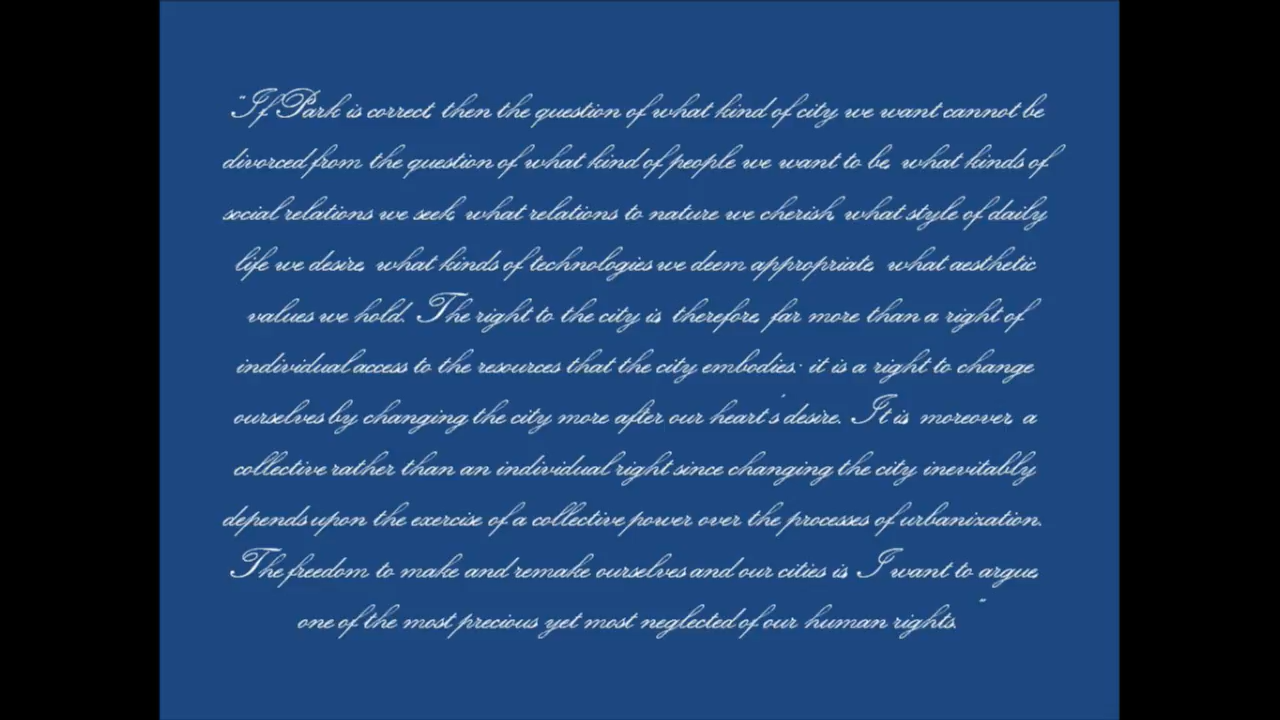 "If Park is correct, then the question of what kind of city we want cannot be
divorced from the question of what kind of people we want to be, what kinds of
social relations we seek, what relations to nature we cherish, what style of daily
life we desire, what kinds of technologies we deem appropriate, what aesthetic
values we hold. The right to the city is, therefore, far more than a right of
individual access to the resources that the city embodies: it is a right to change
ourselves by changing the city more after our heart's desire. It is, moreover, a
collective rather than an individual right since changing the city inevitably
depends upon the exercise of a collective power over the processes of urbanization.
The freedom to make and remake ourselves and our cities is, I want to argue,
one of the most precious yet most neglected of our human rights."